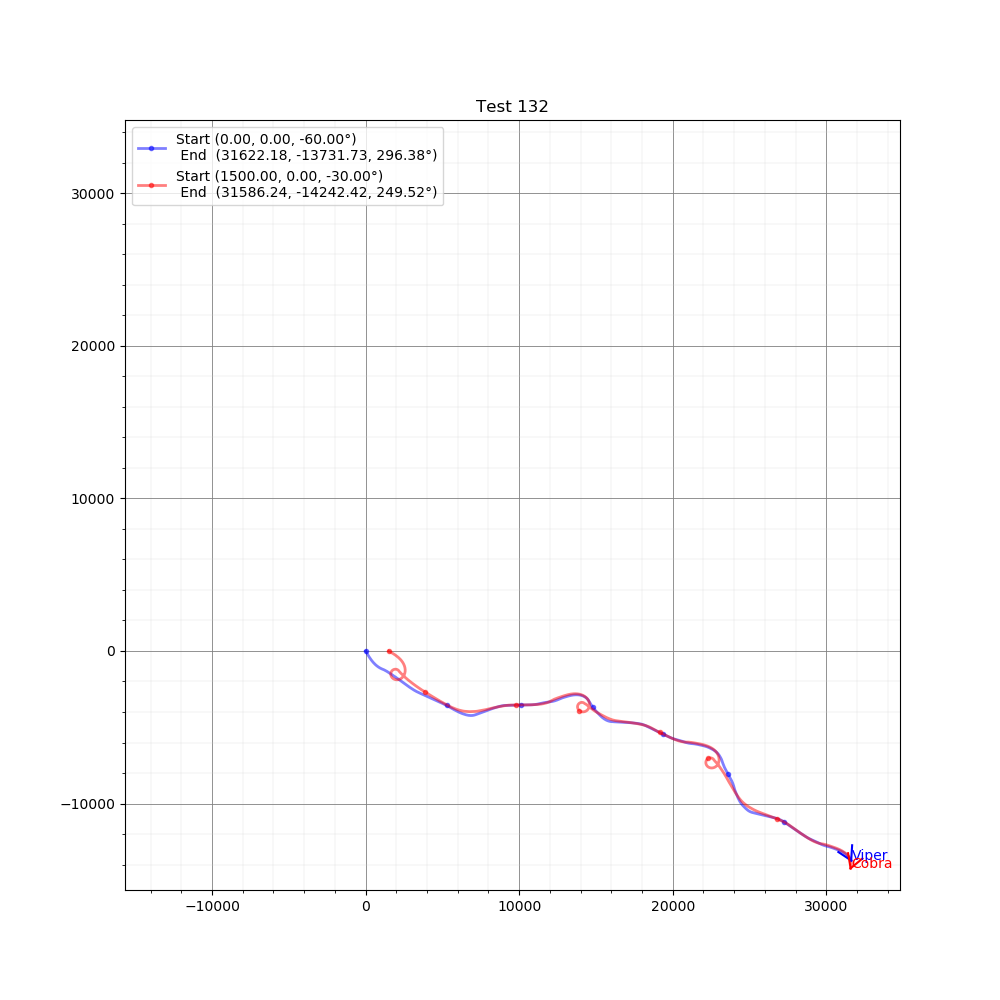 Test 132
Start (0.00, 0.00, -60.00°)
End (31622.18, -13731.73, 296.38°)
Start (1500.00, 0.00, -30.00°)
End (31586.24, -14242.42, 249.52°)
30000
20000
10000
0
−10000
Viper
Cobra
−10000 0 10000 20000 30000